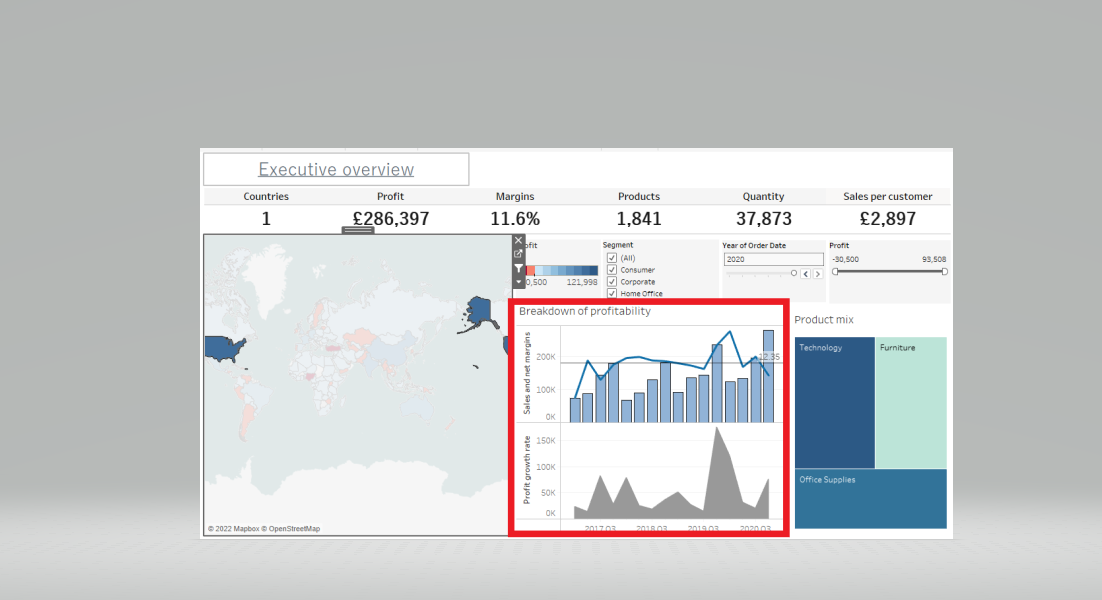 Executive overview
Countries Profit Margins Products Quantity Sales per customer
1 £286,397 11.6% 1,841 37,873 £2,897
ofit
0,500 121,998
Segment
(All)
Consumer
Corporate
Home Office
Year of Order Date
2020
Profit
-30,500 93,508
© 2022 Mapbox © OpenStreetMap
Breakdown of profitability
Sales and net margins
200K
100K
0K
12.35
Profit growth rate
150K
100K
50K
0K
2017 Q3 2018 Q3 2019 Q3 2020 Q3
Product mix
Technology
Furniture
Office Supplies